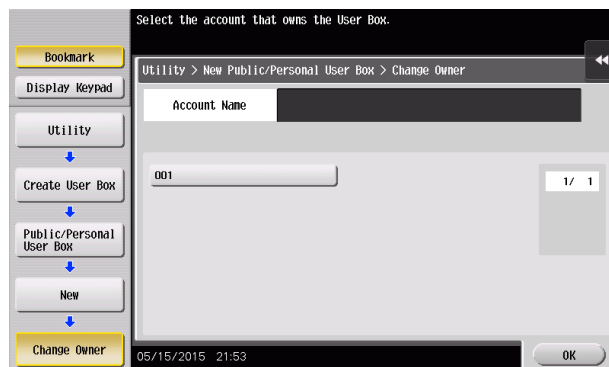 Select the account that owns the User Box.
Bookmark
Display Keypad
Utility > New Public/Personal User Box > Change Owner
Account Name
Utility
001
1/ 1
Create User Box
Public/Personal
User Box
New
Change Owner
05/15/2015 21:53
OK